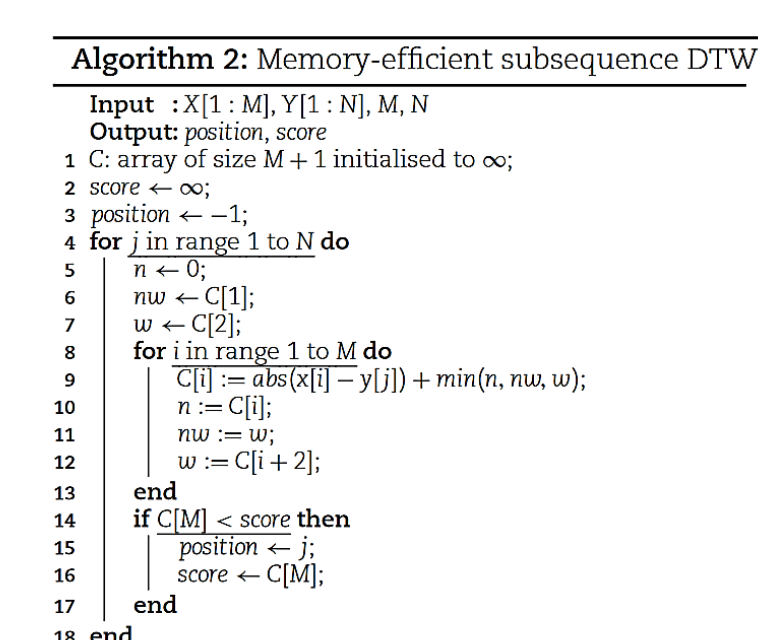 Algorithm 2: Memory-efficient subsequence DTW
Input : X[1 : M], Y[1 : N], M, N
Output: position, score
1 C: array of size M + 1 initialised to ∞;
2 score ← ∞;
3 position ← −1;
4 for j in range 1 to N do
5 n ← 0;
6 nw ← C[1];
7 w ← C[2];
8 for i in range 1 to M do
9 C[i] := abs(x[i] − y[j]) + min(n, nw, w);
10 n := C[i];
11 nw := w;
12 w := C[i + 2];
13 end
14 if C[M] < score then
15 position ← j;
16 score ← C[M];
17 end
18 end